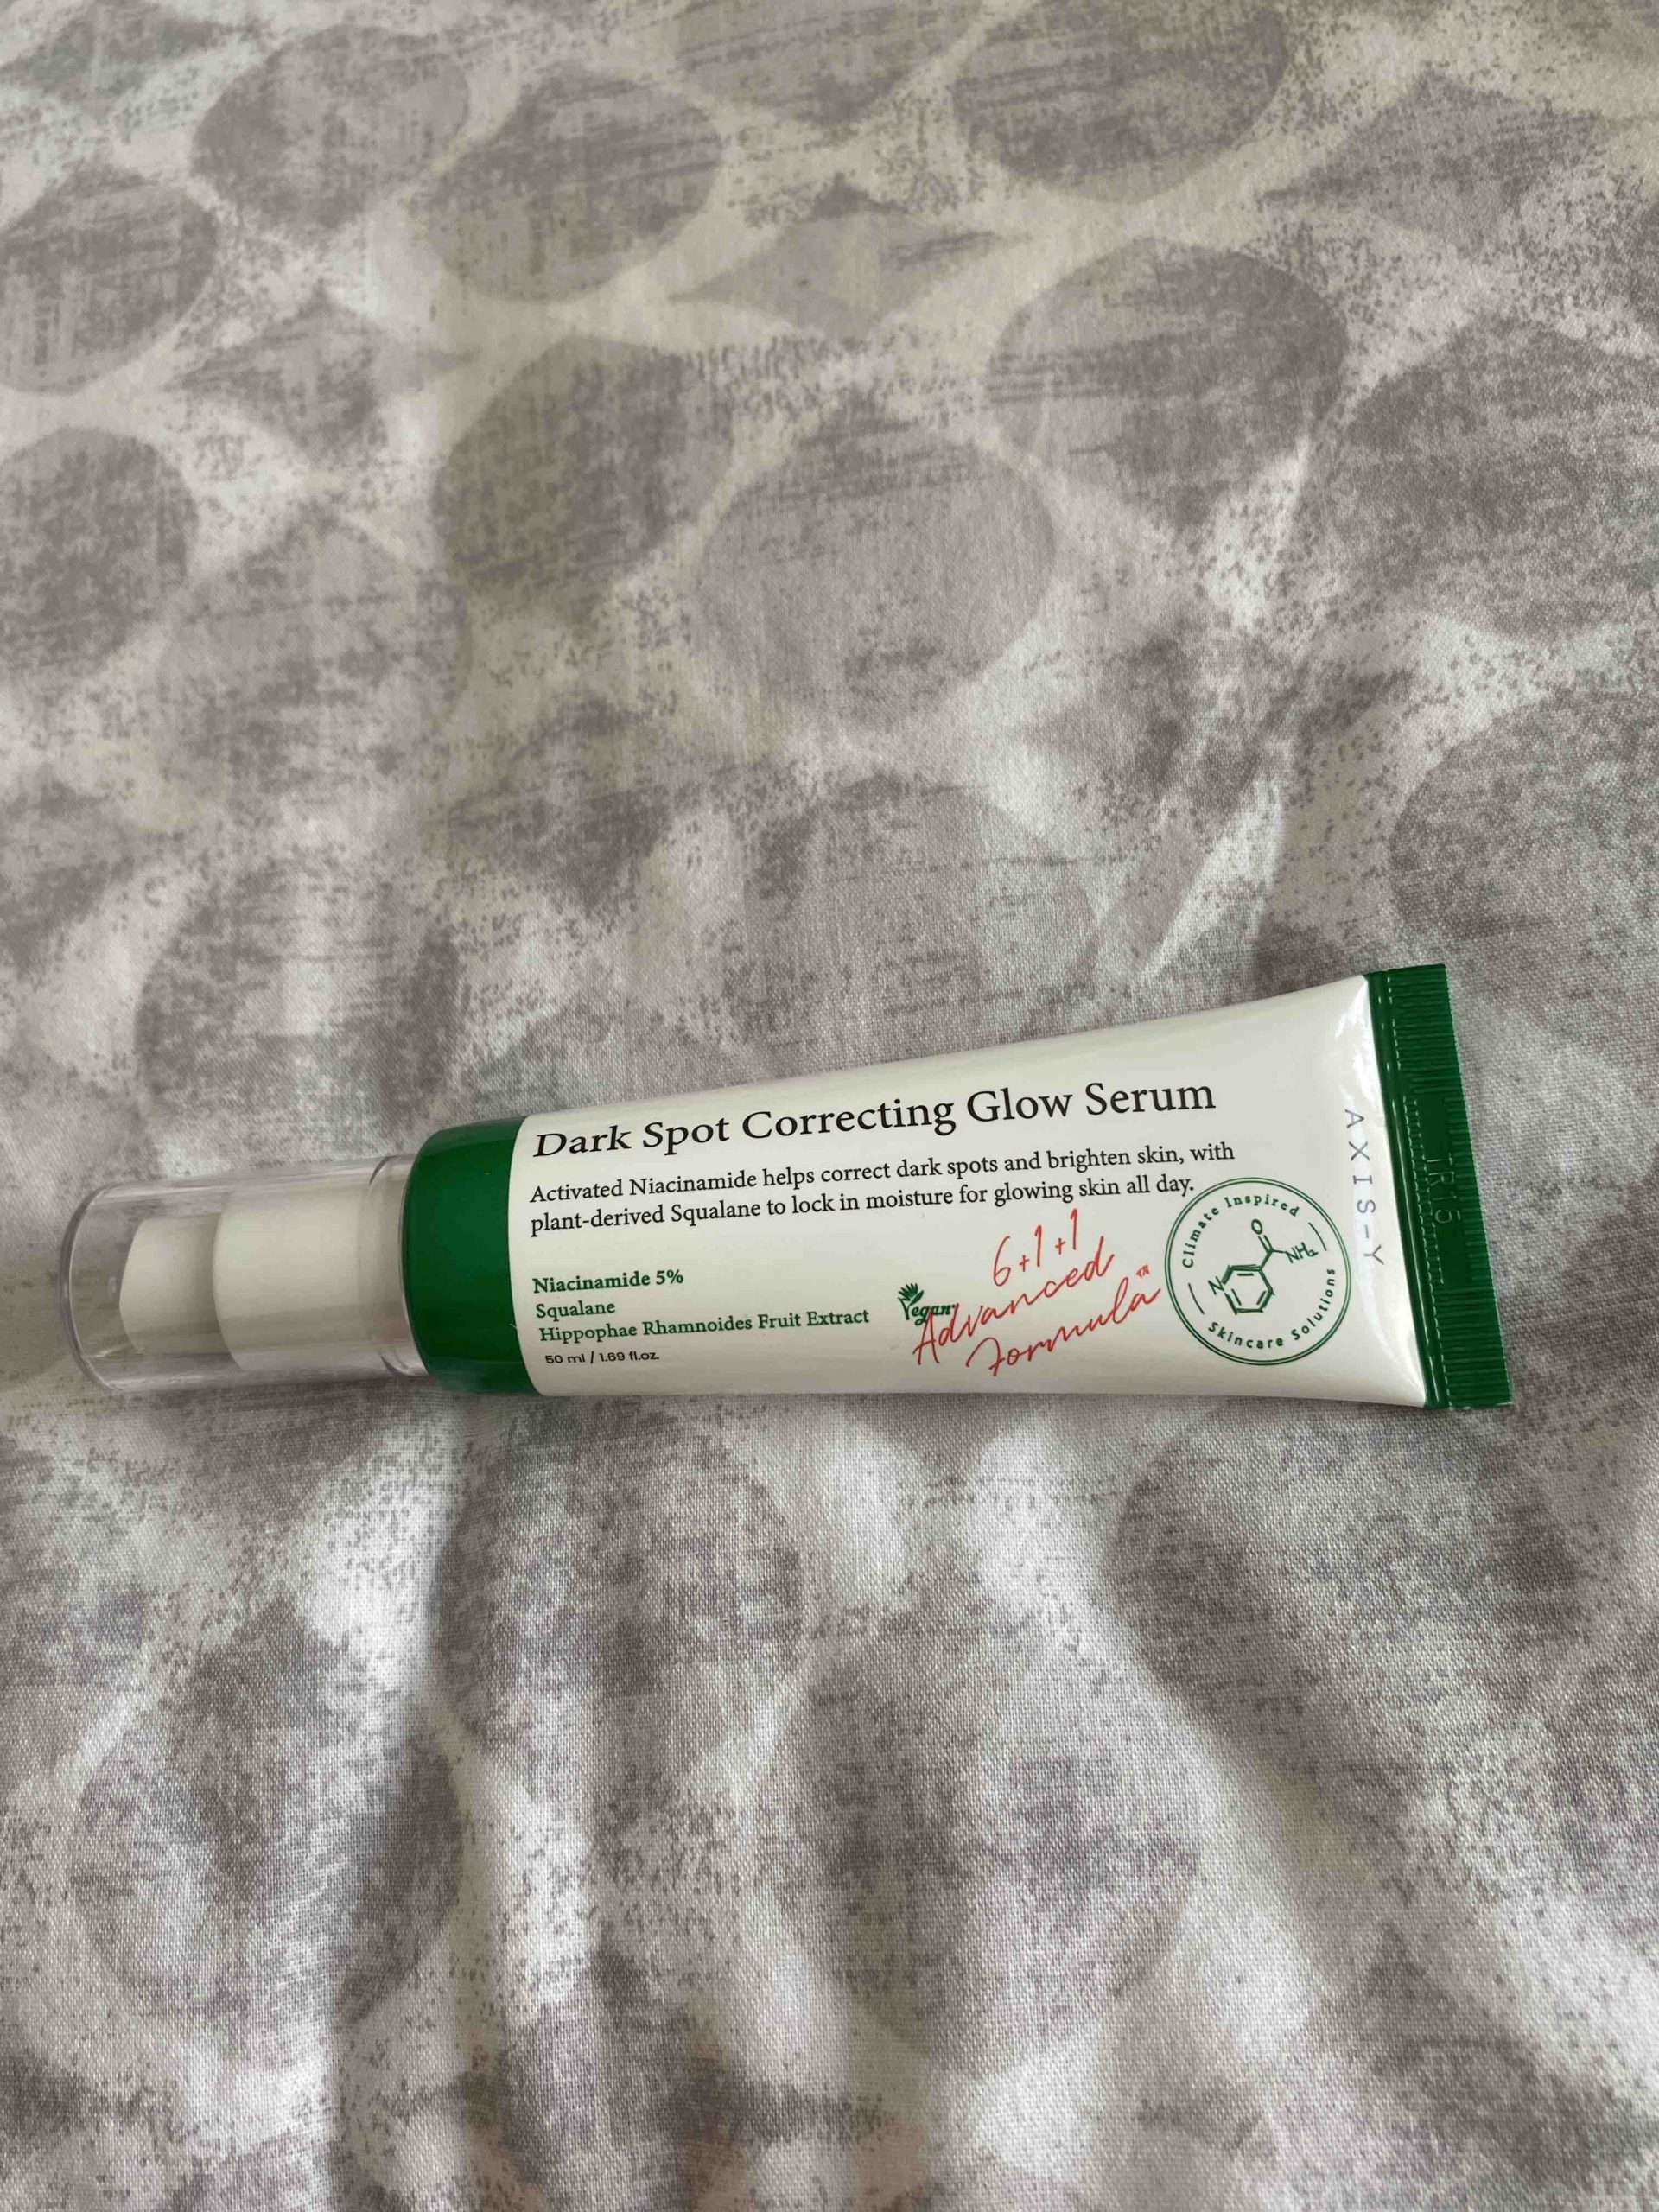 Dark Spot Correcting Glow Serum
Activated Niacinamide helps correct dark spots and brighten skin, with
plant-derived Squalane to lock in moisture for glowing skin all day.
Niacinamide 5%
Squalane
Hippophae Rhamnoides Fruit Extract
50 ml / 1.69 fl.oz.
Vegan
6+1+1
Advanced
Formula™
Climate Inspired
O
NH₂
N
Skincare Solutions
AXIS-Y